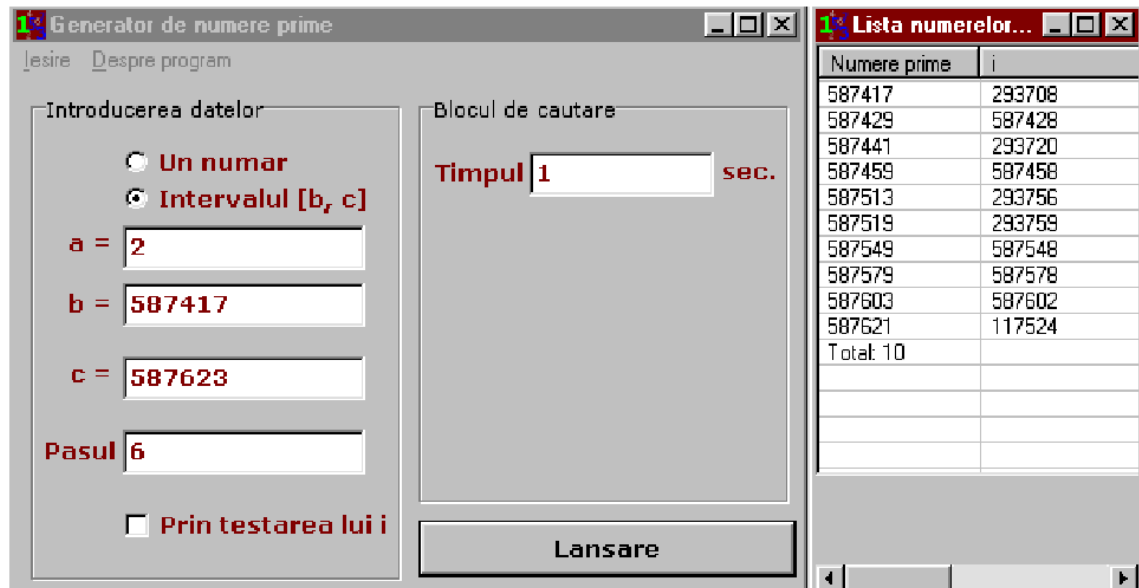 Generator de numere prime
Iesire Despre program
Introducerea datelor
Un numar
Intervalul [b, c]
a = 2
b = 587417
c = 587623
Pasul 6
Prin testarea lui i
Blocul de cautare
Timpul 1 sec.
Lansare
Lista numerelor...
Numere prime i
587417 293708
587429 587428
587441 293720
587459 587458
587513 293756
587519 293759
587549 587548
587579 587578
587603 587602
587621 117524
Total: 10